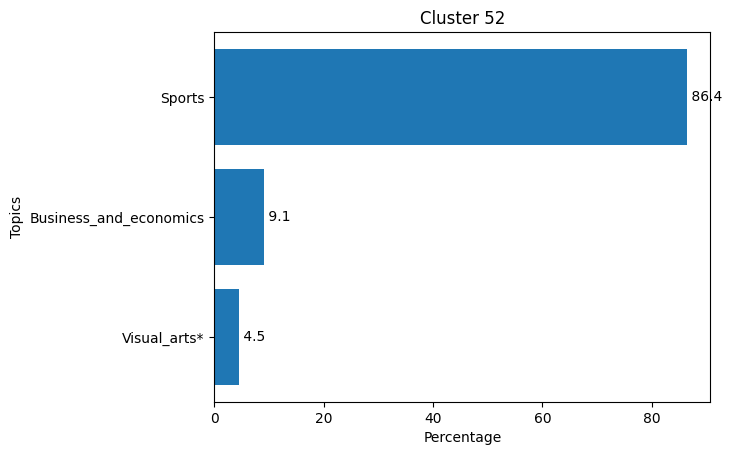 Cluster 52
Topics
Sports
86.4
Business_and_economics
9.1
Visual_arts*
4.5
0 20 40 60 80
Percentage